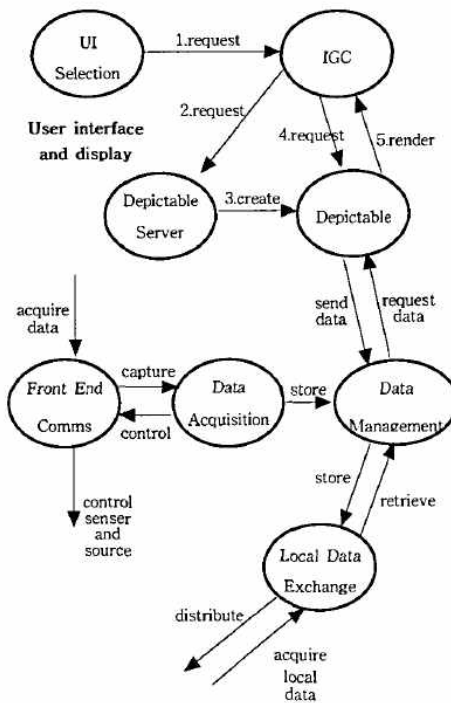 UI
Selection
1.request
IGC
2.request
User interface
and display
4.request
5.render
Depictable
Server
3.create
Depictable
send
data
request
data
acquire
data
Front End
Comms
capture
control
Data
Acquisition
store
Data
Management
control
senser
and
source
store
retrieve
Local Data
Exchange
distribute
acquire
local
data